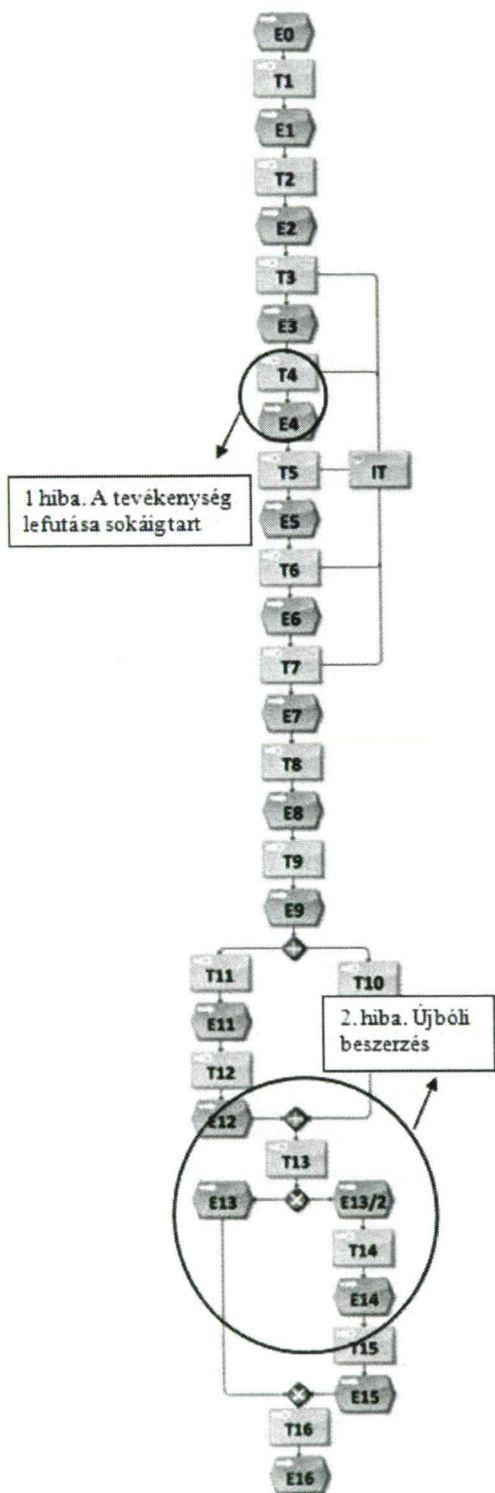 E0
T1
E1
T2
E2
T3
E3
T4
E4
1 hiba. A tevékenység
lefutása sokáigtart
T5
IT
E5
T6
E6
T7
E7
T8
E8
T9
E9
T11
T10
E11
2. hiba. Újbóli
beszerzés
T12
E12
T13
E13
E13/2
T14
E14
T15
E15
T16
E16